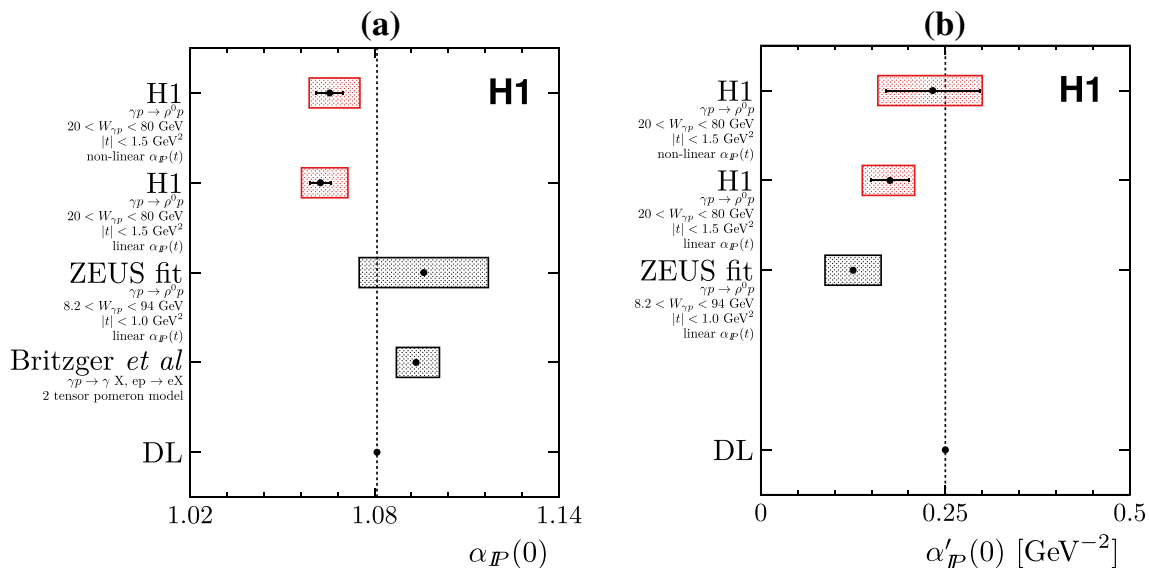 (a)
H1
H1
γp → ρ⁰p
20 < W_γp < 80 GeV
|t| < 1.5 GeV²
non-linear α_IP(t)
H1
γp → ρ⁰p
20 < W_γp < 80 GeV
|t| < 1.5 GeV²
linear α_IP(t)
ZEUS fit
γp → ρ⁰p
8.2 < W_γp < 94 GeV
|t| < 1.0 GeV²
linear α_IP(t)
Britzger et al
γp → γ X, ep → eX
2 tensor pomeron model
DL
1.02 1.08 1.14
α_IP(0)
(b)
H1
H1
γp → ρ⁰p
20 < W_γp < 80 GeV
|t| < 1.5 GeV²
non-linear α_IP(t)
H1
γp → ρ⁰p
20 < W_γp < 80 GeV
|t| < 1.5 GeV²
linear α_IP(t)
ZEUS fit
γp → ρ⁰p
8.2 < W_γp < 94 GeV
|t| < 1.0 GeV²
linear α_IP(t)
DL
0 0.25 0.5
α′_IP(0) [GeV⁻²]